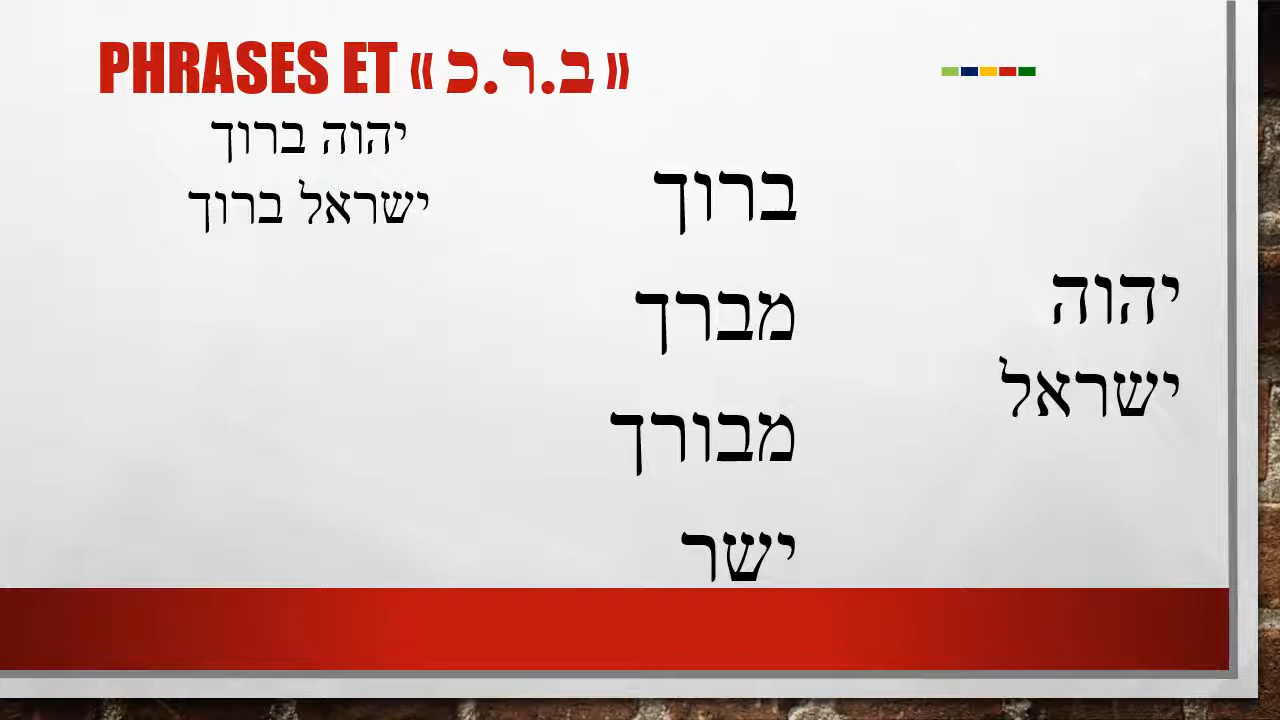 PHRASES ET « ב.ר.כ »
יהוה ברוך
ישראל ברוך
ברוך
מברך
מבורך
ישר
יהוה
ישראל